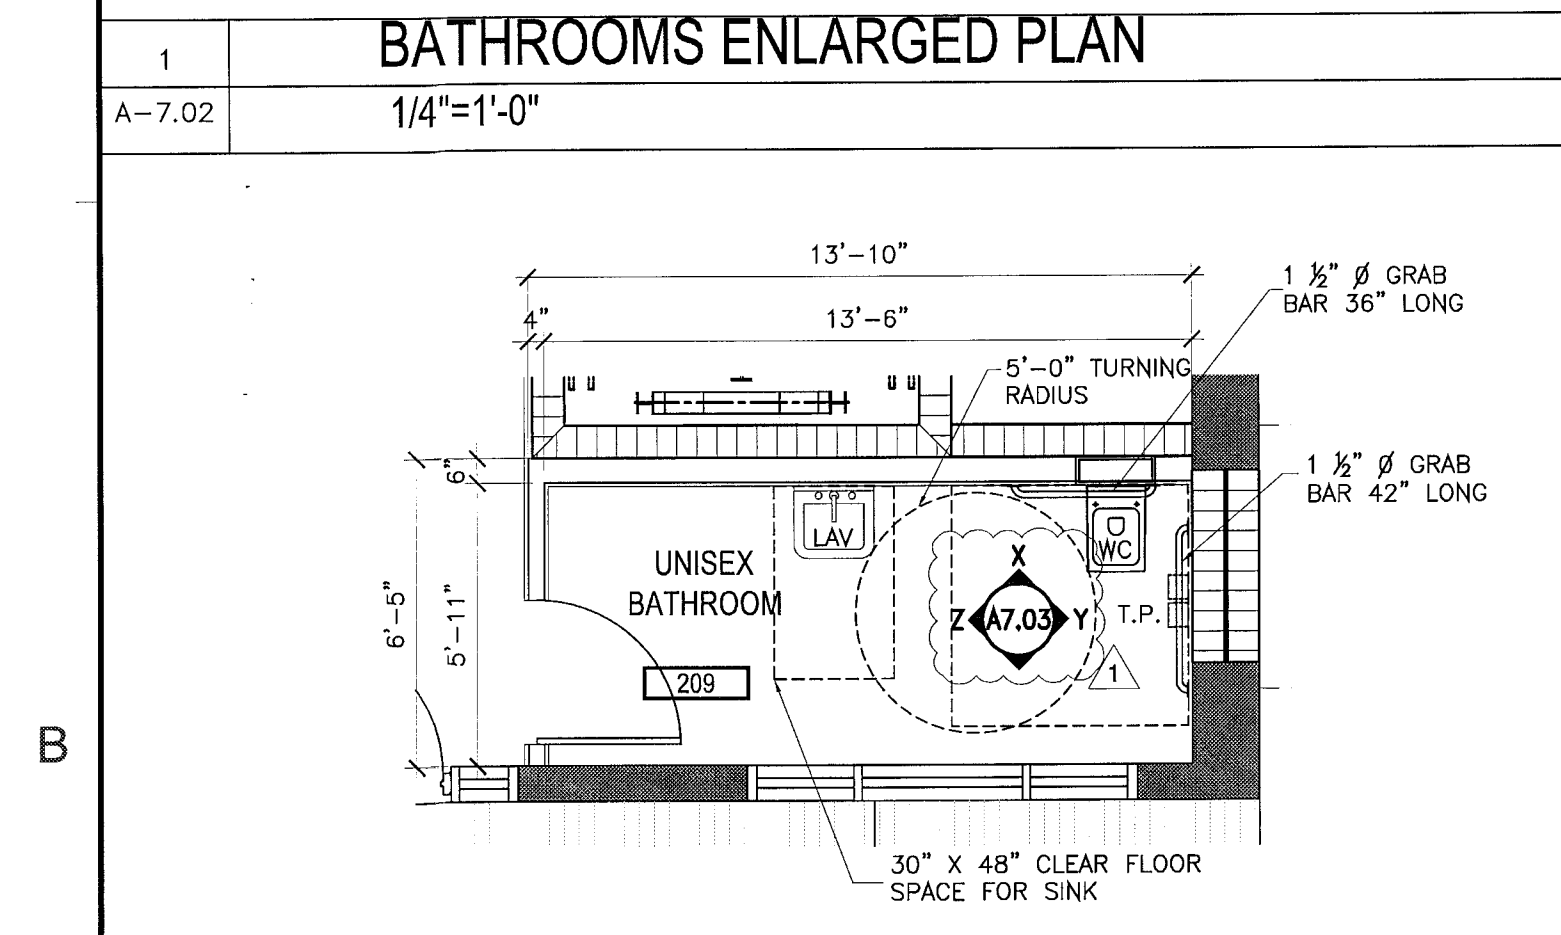 1
BATHROOMS ENLARGED PLAN
A-7.02
1/4"=1'-0"
13'-10"
1 ½" Ø GRAB
BAR 36" LONG
4"
13'-6"
5'-0" TURNING
RADIUS
6"
1 ½" Ø GRAB
BAR 42" LONG
LAV
WC
UNISEX
BATHROOM
X
Z
A7.03
Y
T.P.
6'-5"
5'-11"
209
1
B
30" X 48" CLEAR FLOOR
SPACE FOR SINK